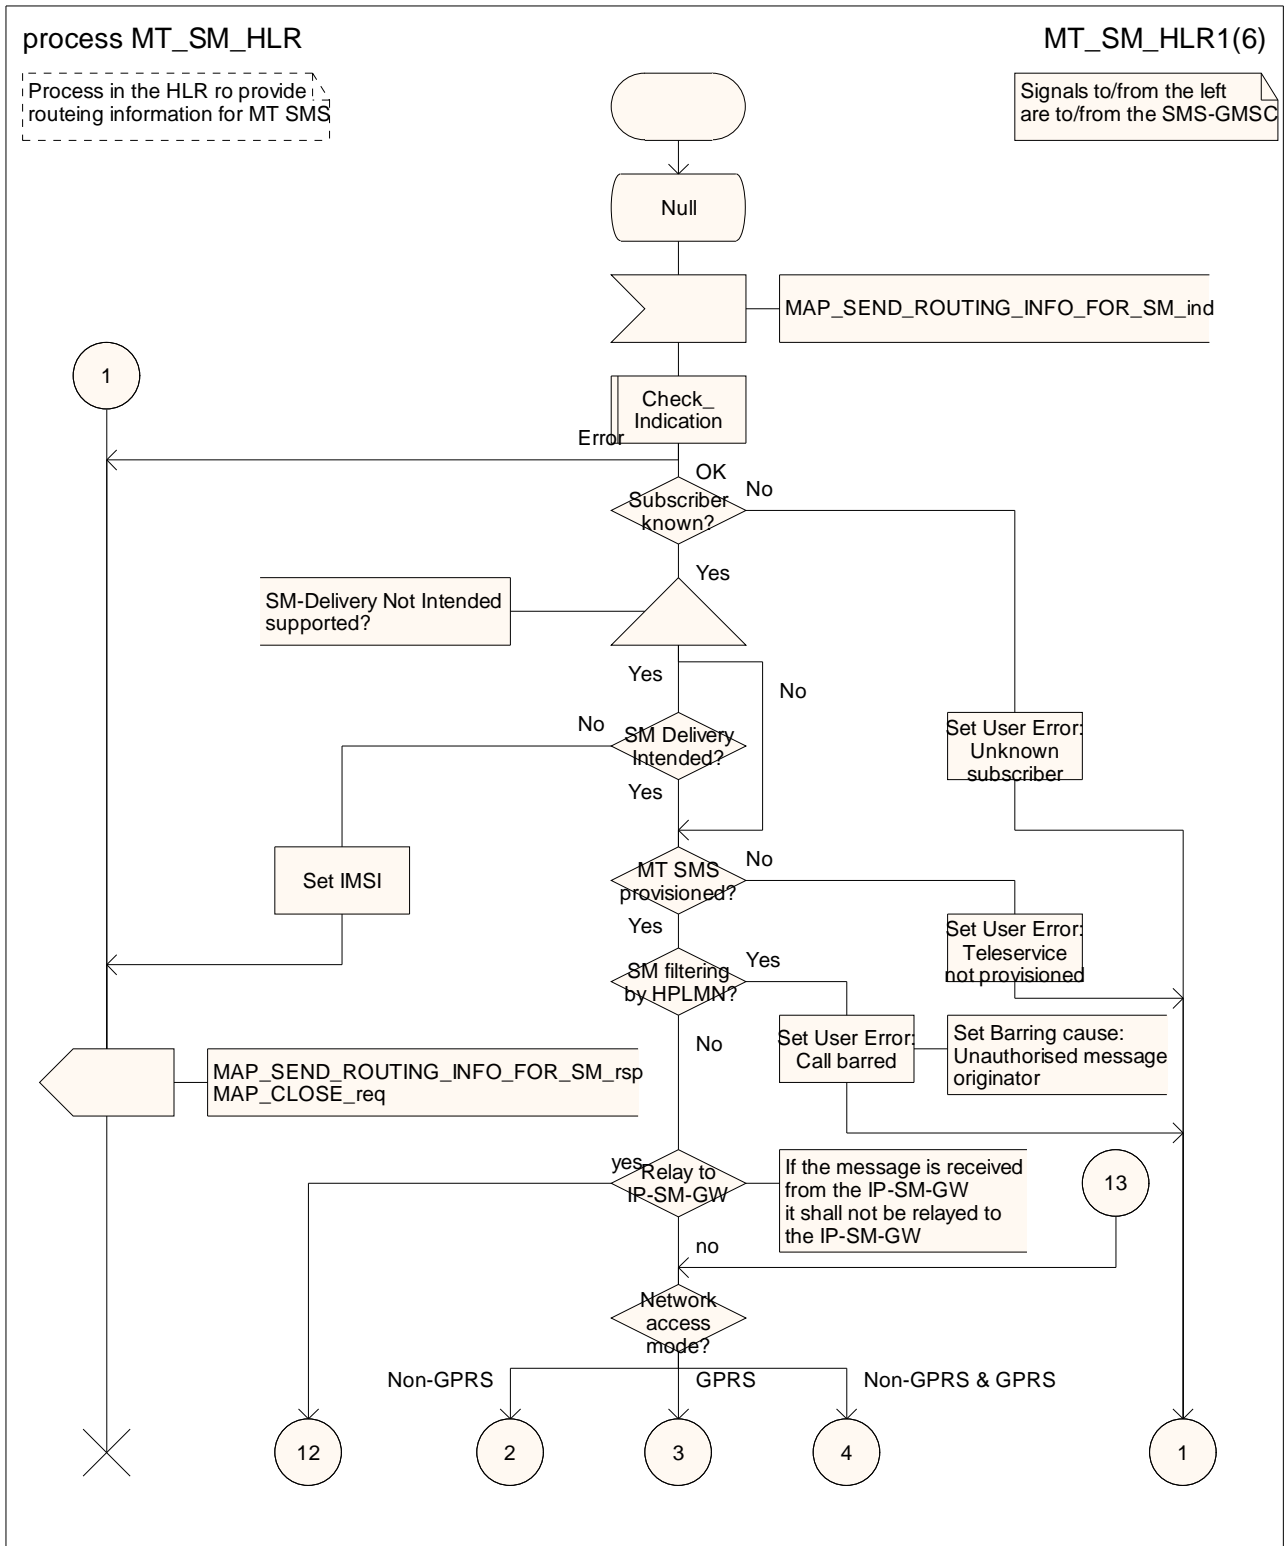 process MT_SM_HLR
MT_SM_HLR1(6)
Process in the HLR ro provide
routeing information for MT SMS
Signals to/from the left
are to/from the SMS-GMSC
Null
MAP_SEND_ROUTING_INFO_FOR_SM_ind
1
Check_
Indication
Error
OK
Subscriber
known?
No
Yes
SM-Delivery Not Intended
supported?
Yes
No
No
SM Delivery
Intended?
Set User Error:
Unknown
subscriber
Yes
Set IMSI
MT SMS
provisioned?
No
Yes
Set User Error:
Teleservice
not provisioned
SM filtering
by HPLMN?
Yes
No
Set User Error:
Call barred
Set Barring cause:
Unauthorised message
originator
MAP_SEND_ROUTING_INFO_FOR_SM_rsp
MAP_CLOSE_req
yes
Relay to
IP-SM-GW
If the message is received
from the IP-SM-GW
it shall not be relayed to
the IP-SM-GW
13
no
Network
access
mode?
Non-GPRS
GPRS
Non-GPRS & GPRS
12
2
3
4
1